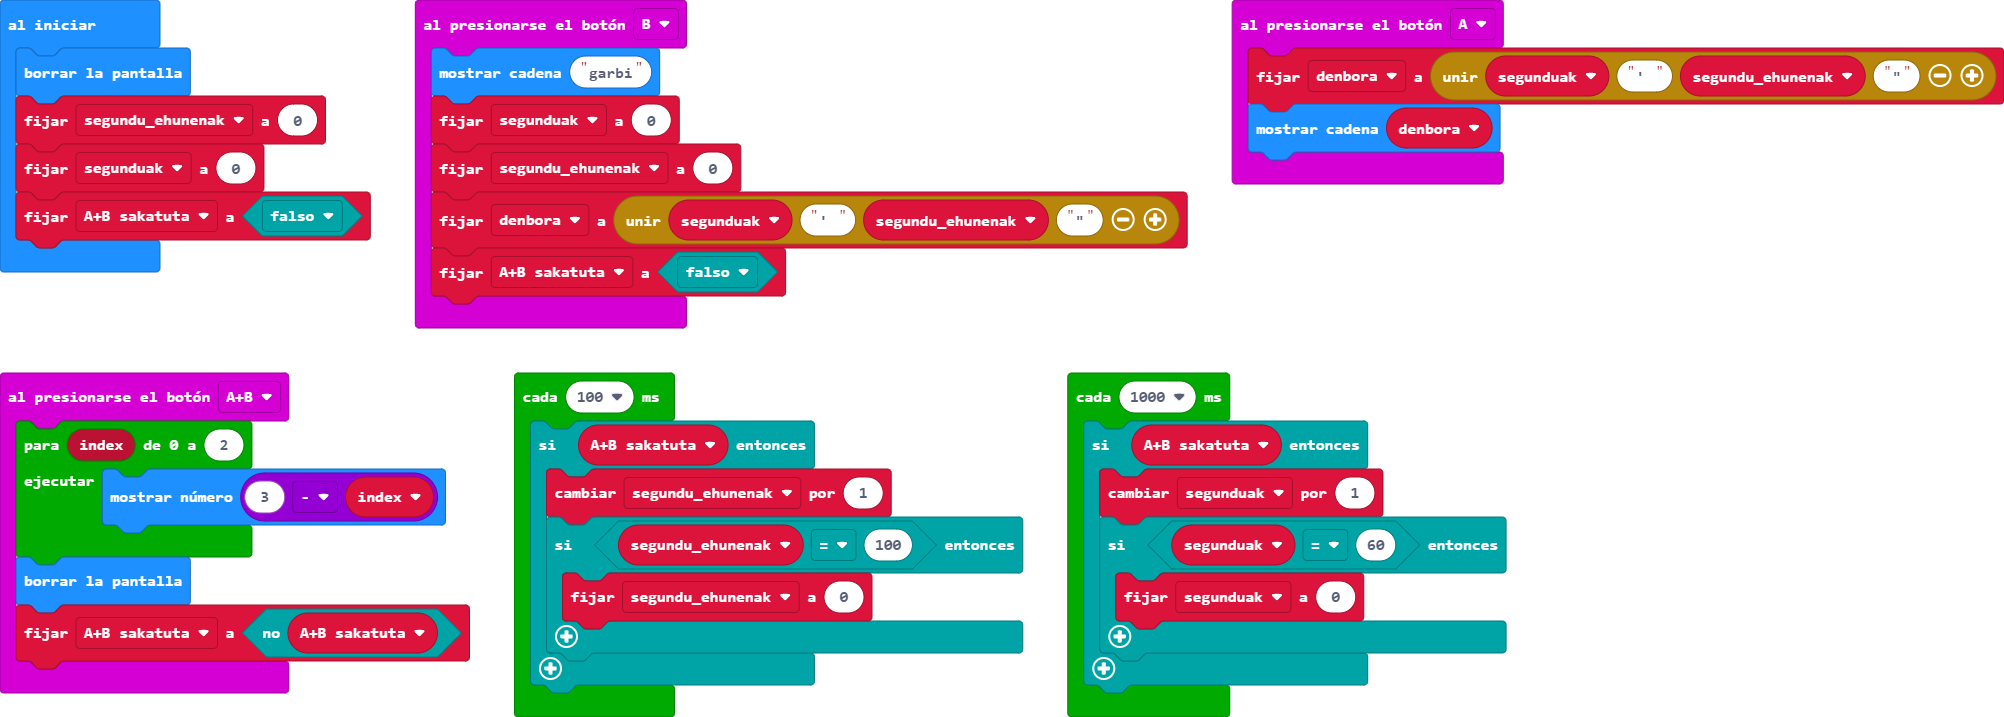 al iniciar
borrar la pantalla
fijar segundu_ehunenak a 0
fijar segunduak a 0
fijar A+B sakatuta a falso
al presionarse el botón B
mostrar cadena "garbi"
fijar segunduak a 0
fijar segundu_ehunenak a 0
fijar denbora a unir segunduak "' " segundu_ehunenak """
fijar A+B sakatuta a falso
al presionarse el botón A
fijar denbora a unir segunduak "' " segundu_ehunenak """
mostrar cadena denbora
al presionarse el botón A+B
para index de 0 a 2
ejecutar
mostrar número 3 - index
borrar la pantalla
fijar A+B sakatuta a no A+B sakatuta
cada 100 ms
si A+B sakatuta entonces
cambiar segundu_ehunenak por 1
si segundu_ehunenak = 100 entonces
fijar segundu_ehunenak a 0
cada 1000 ms
si A+B sakatuta entonces
cambiar segunduak por 1
si segunduak = 60 entonces
fijar segunduak a 0